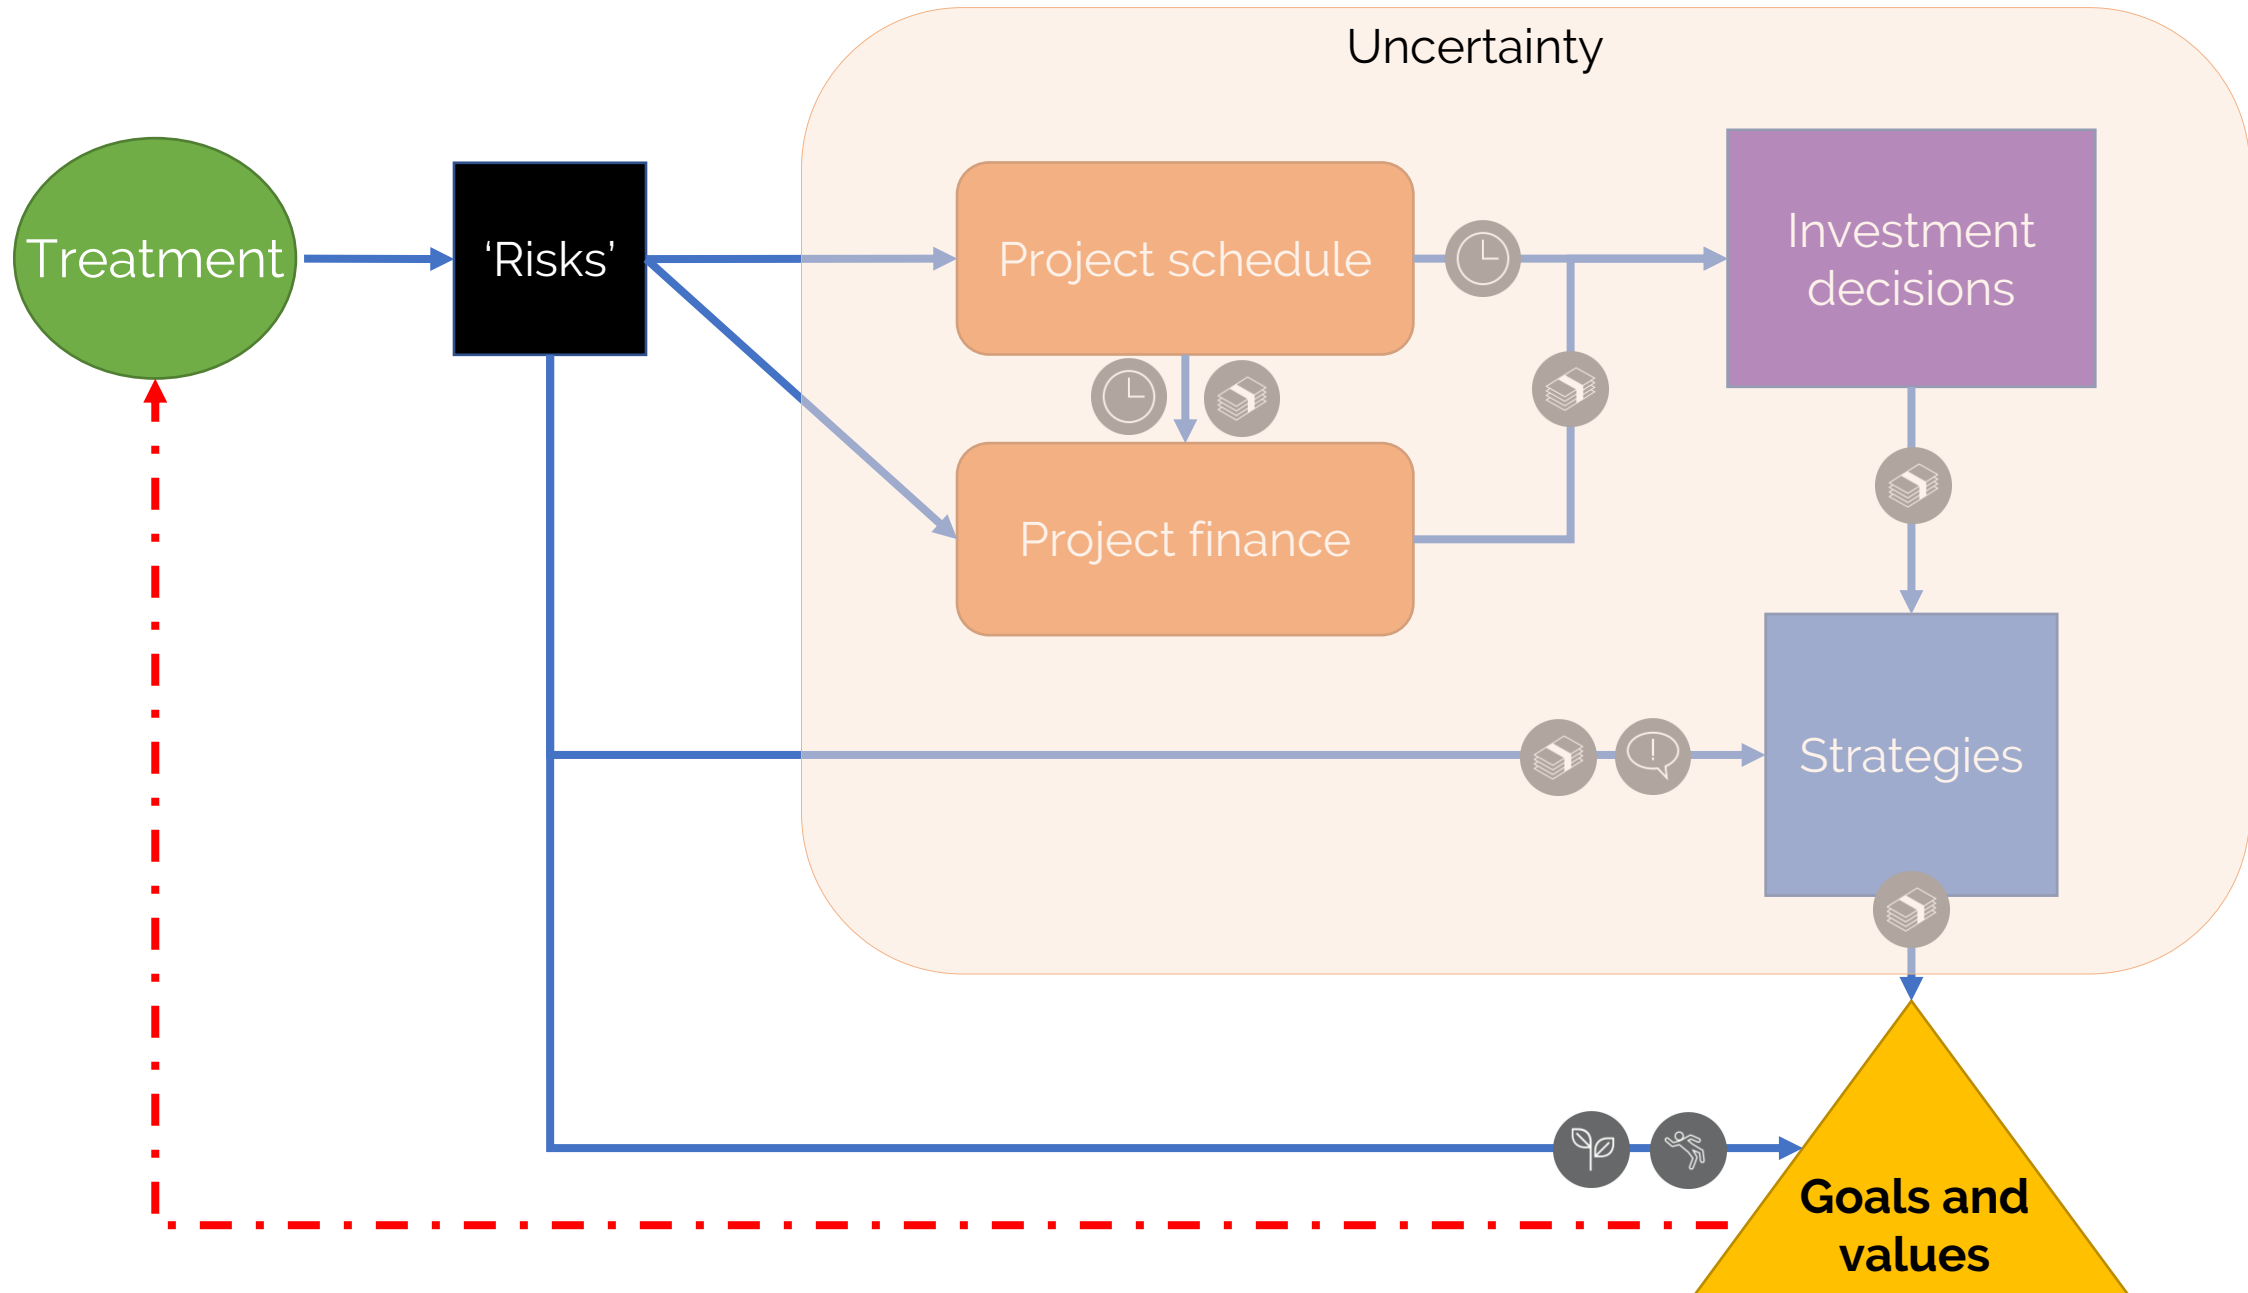 Uncertainty
Treatment
‘Risks’
Project schedule
Investment
decisions
Project finance
Strategies
Goals and
values